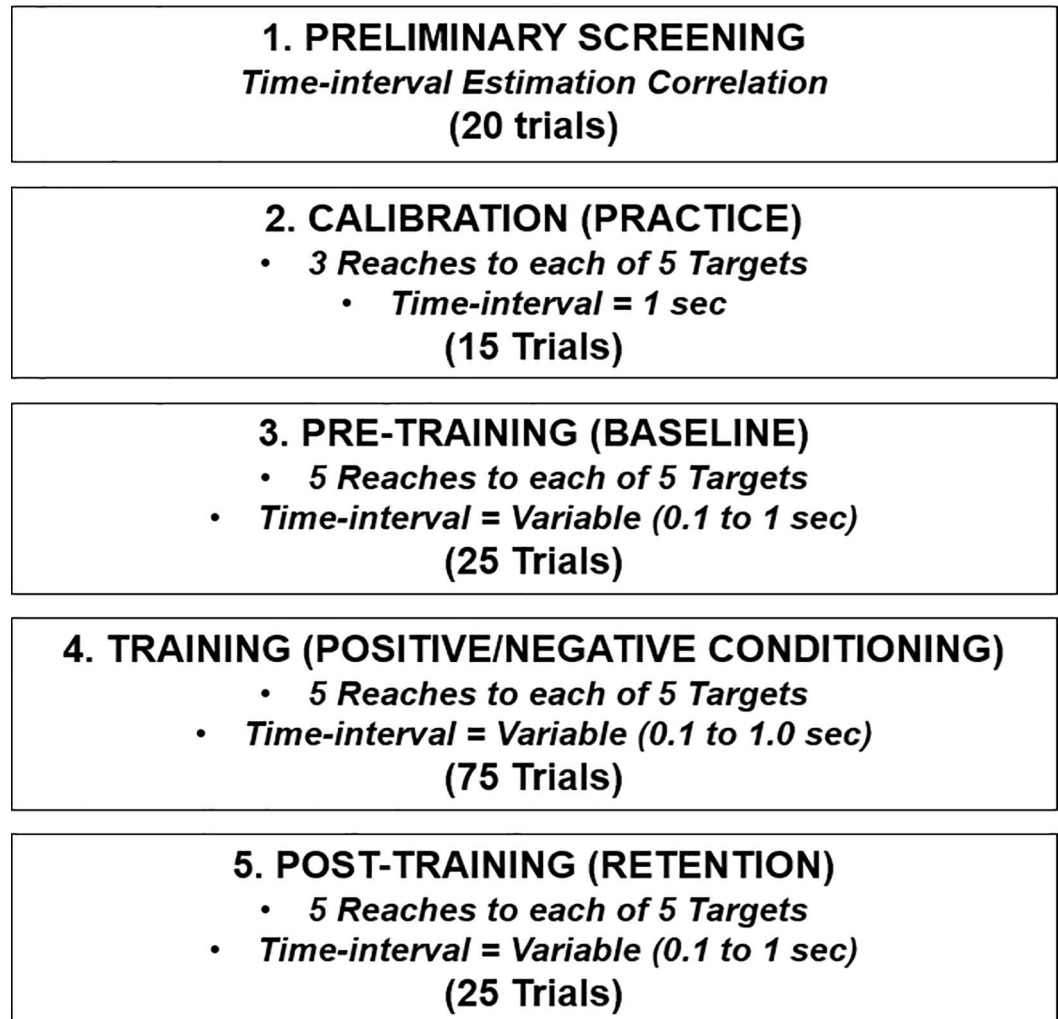 1. PRELIMINARY SCREENING
Time-interval Estimation Correlation
(20 trials)
2. CALIBRATION (PRACTICE)
• 3 Reaches to each of 5 Targets
• Time-interval = 1 sec
(15 Trials)
3. PRE-TRAINING (BASELINE)
• 5 Reaches to each of 5 Targets
• Time-interval = Variable (0.1 to 1 sec)
(25 Trials)
4. TRAINING (POSITIVE/NEGATIVE CONDITIONING)
• 5 Reaches to each of 5 Targets
• Time-interval = Variable (0.1 to 1.0 sec)
(75 Trials)
5. POST-TRAINING (RETENTION)
• 5 Reaches to each of 5 Targets
• Time-interval = Variable (0.1 to 1 sec)
(25 Trials)